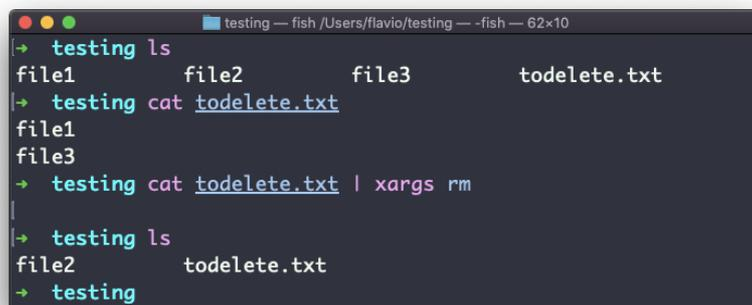 testing — fish /Users/flavio/testing — -fish — 62×10
→ testing ls
file1 file2 file3 todelete.txt
→ testing cat todelete.txt
file1
file3
→ testing cat todelete.txt | xargs rm
→ testing ls
file2 todelete.txt
→ testing